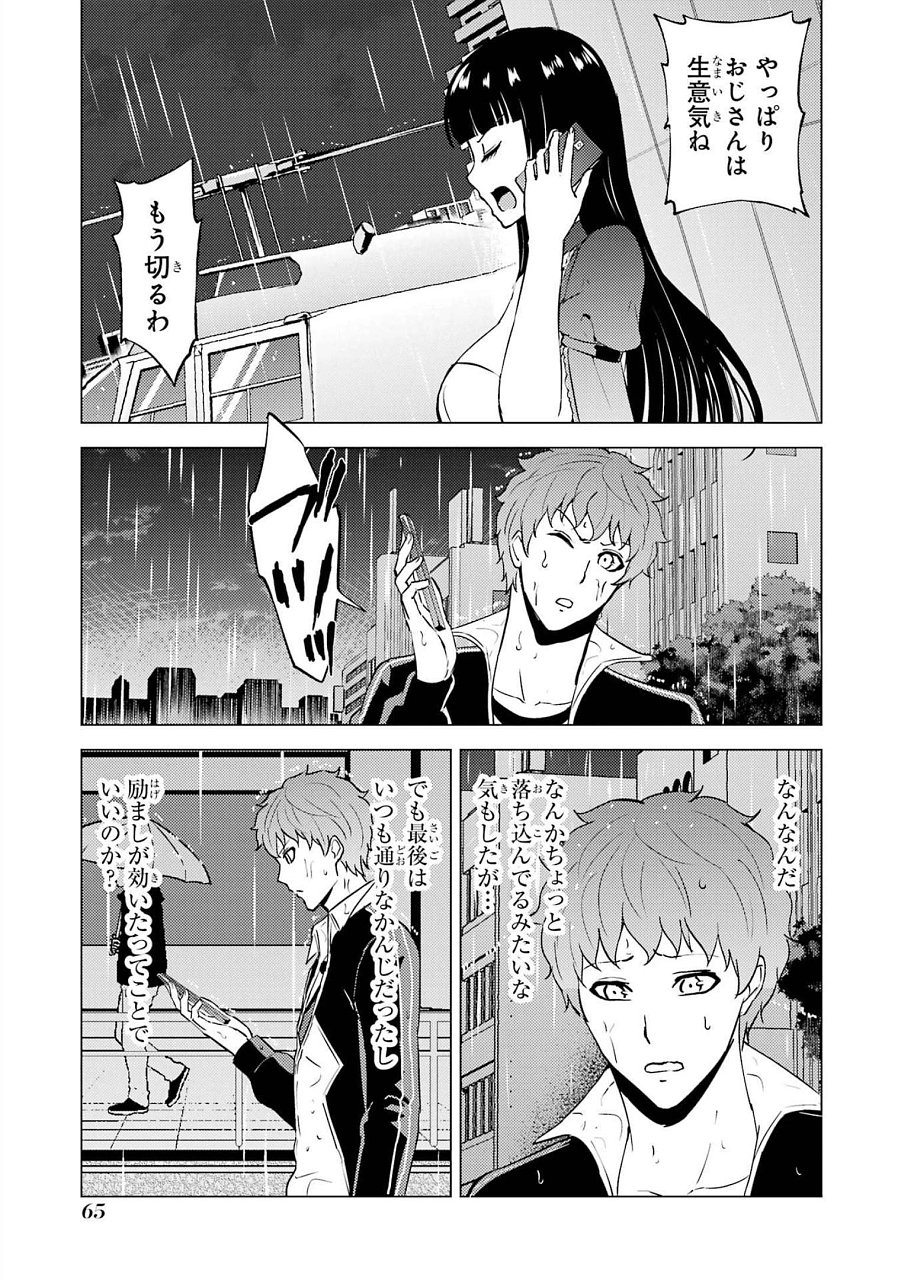 やっぱり
おじさんは
生意気ね
もう切るわ
なんなんだ
なんかちょっと
落ち込んでるみたいな
気もしたが…
でも最後は
いつも通りなかんじだったし
励ましが効いたってことで
いいのか?
65